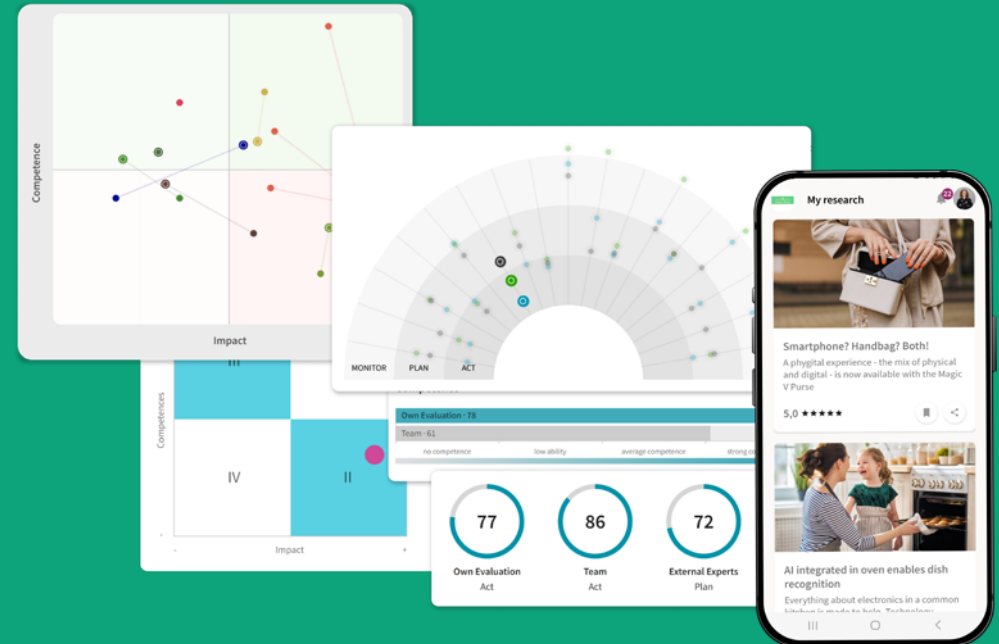 Competence
Impact
MONITOR
PLAN
ACT
III
IV
II
Competences
-
Impact
+
Own Evaluation · 78
Team · 61
no competence
low ability
average competence
77
86
72
Own Evaluation
Team
External Experts
Act
Act
Plan
My research
22
Smartphone? Handbag? Both!
A phygital experience - the mix of physical
and digital - is now available with the Magic
V Purse
5,0 ★★★★★
AI integrated in oven enables dish
recognition
Everything about electronics in a common
kitchen is made to help. Technology